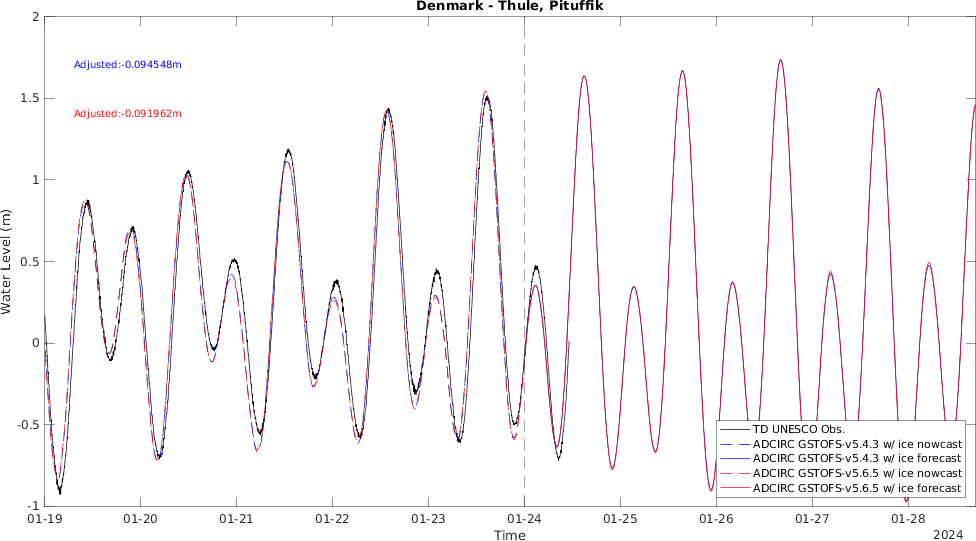 Denmark - Thule, Pituffik
Water Level (m)
2
1.5
1
0.5
0
-0.5
-1
Adjusted:-0.094548m
Adjusted:-0.091962m
TD UNESCO Obs.
ADCIRC GSTOFS-v5.4.3 w/ ice nowcast
ADCIRC GSTOFS-v5.4.3 w/ ice forecast
ADCIRC GSTOFS-v5.6.5 w/ ice nowcast
ADCIRC GSTOFS-v5.6.5 w/ ice forecast
01-19 01-20 01-21 01-22 01-23 01-24 01-25 01-26 01-27 01-28
Time
2024